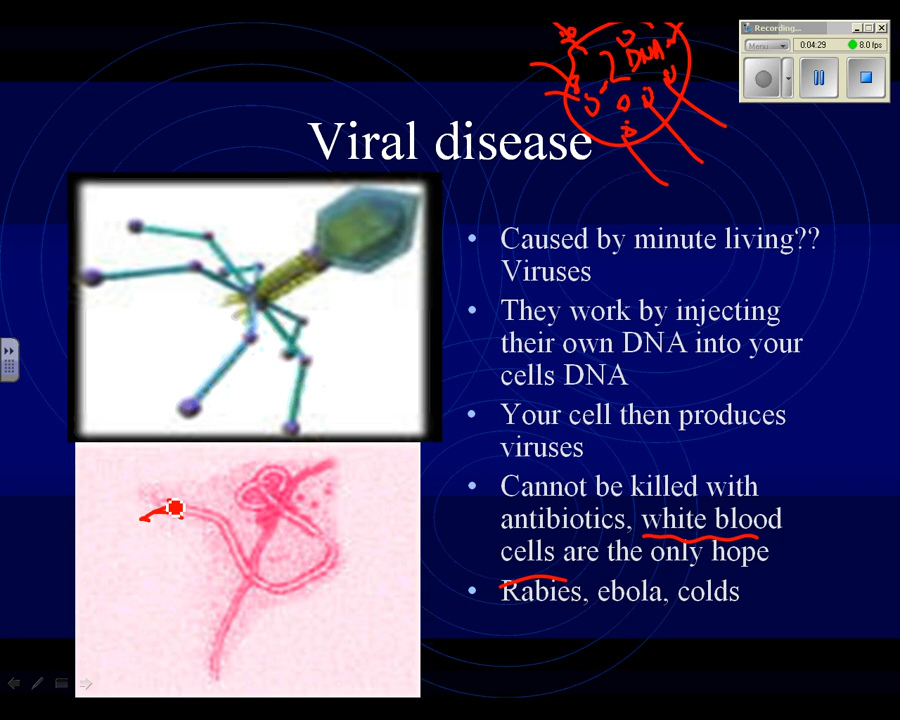 Recording...
Menu
0:04:29
8.0 fps
DNA
Viral disease
• Caused by minute living??
Viruses
• They work by injecting
their own DNA into your
cells DNA
• Your cell then produces
viruses
• Cannot be killed with
antibiotics, white blood
cells are the only hope
• Rabies, ebola, colds